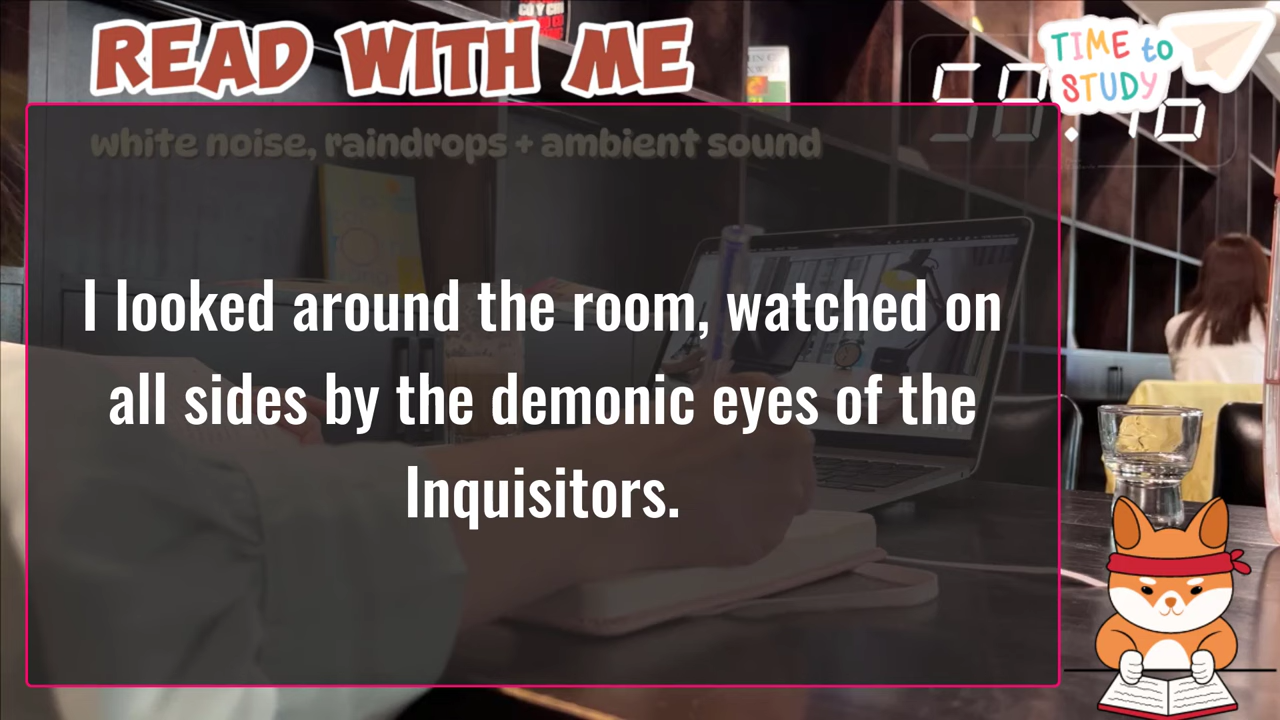 READ WITH ME
TIME to
STUDY
white noise, raindrops + ambient sound
I looked around the room, watched on
all sides by the demonic eyes of the
Inquisitors.